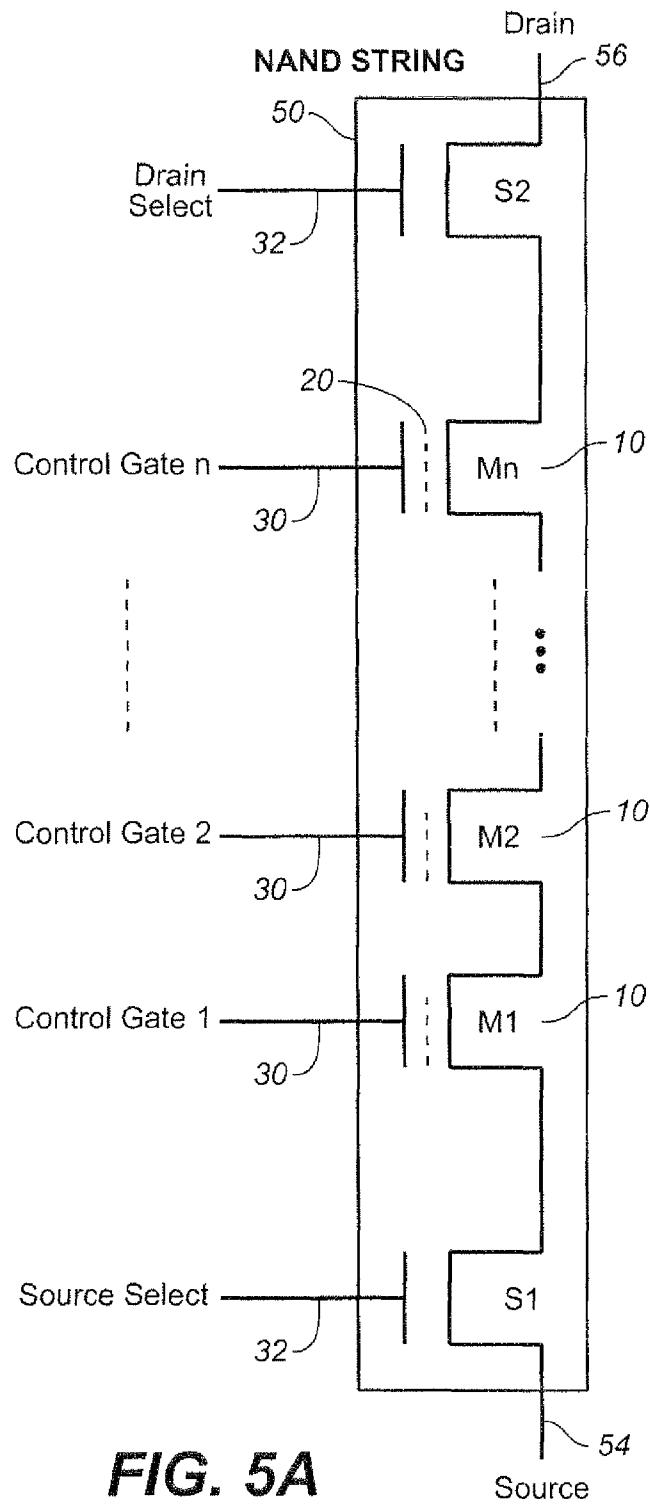 Drain
56
NAND STRING
50
Drain
Select
S2
32
20
Control Gate n
Mn
10
30
Control Gate 2
M2
10
30
Control Gate 1
M1
10
30
Source Select
S1
32
54
FIG. 5A
Source